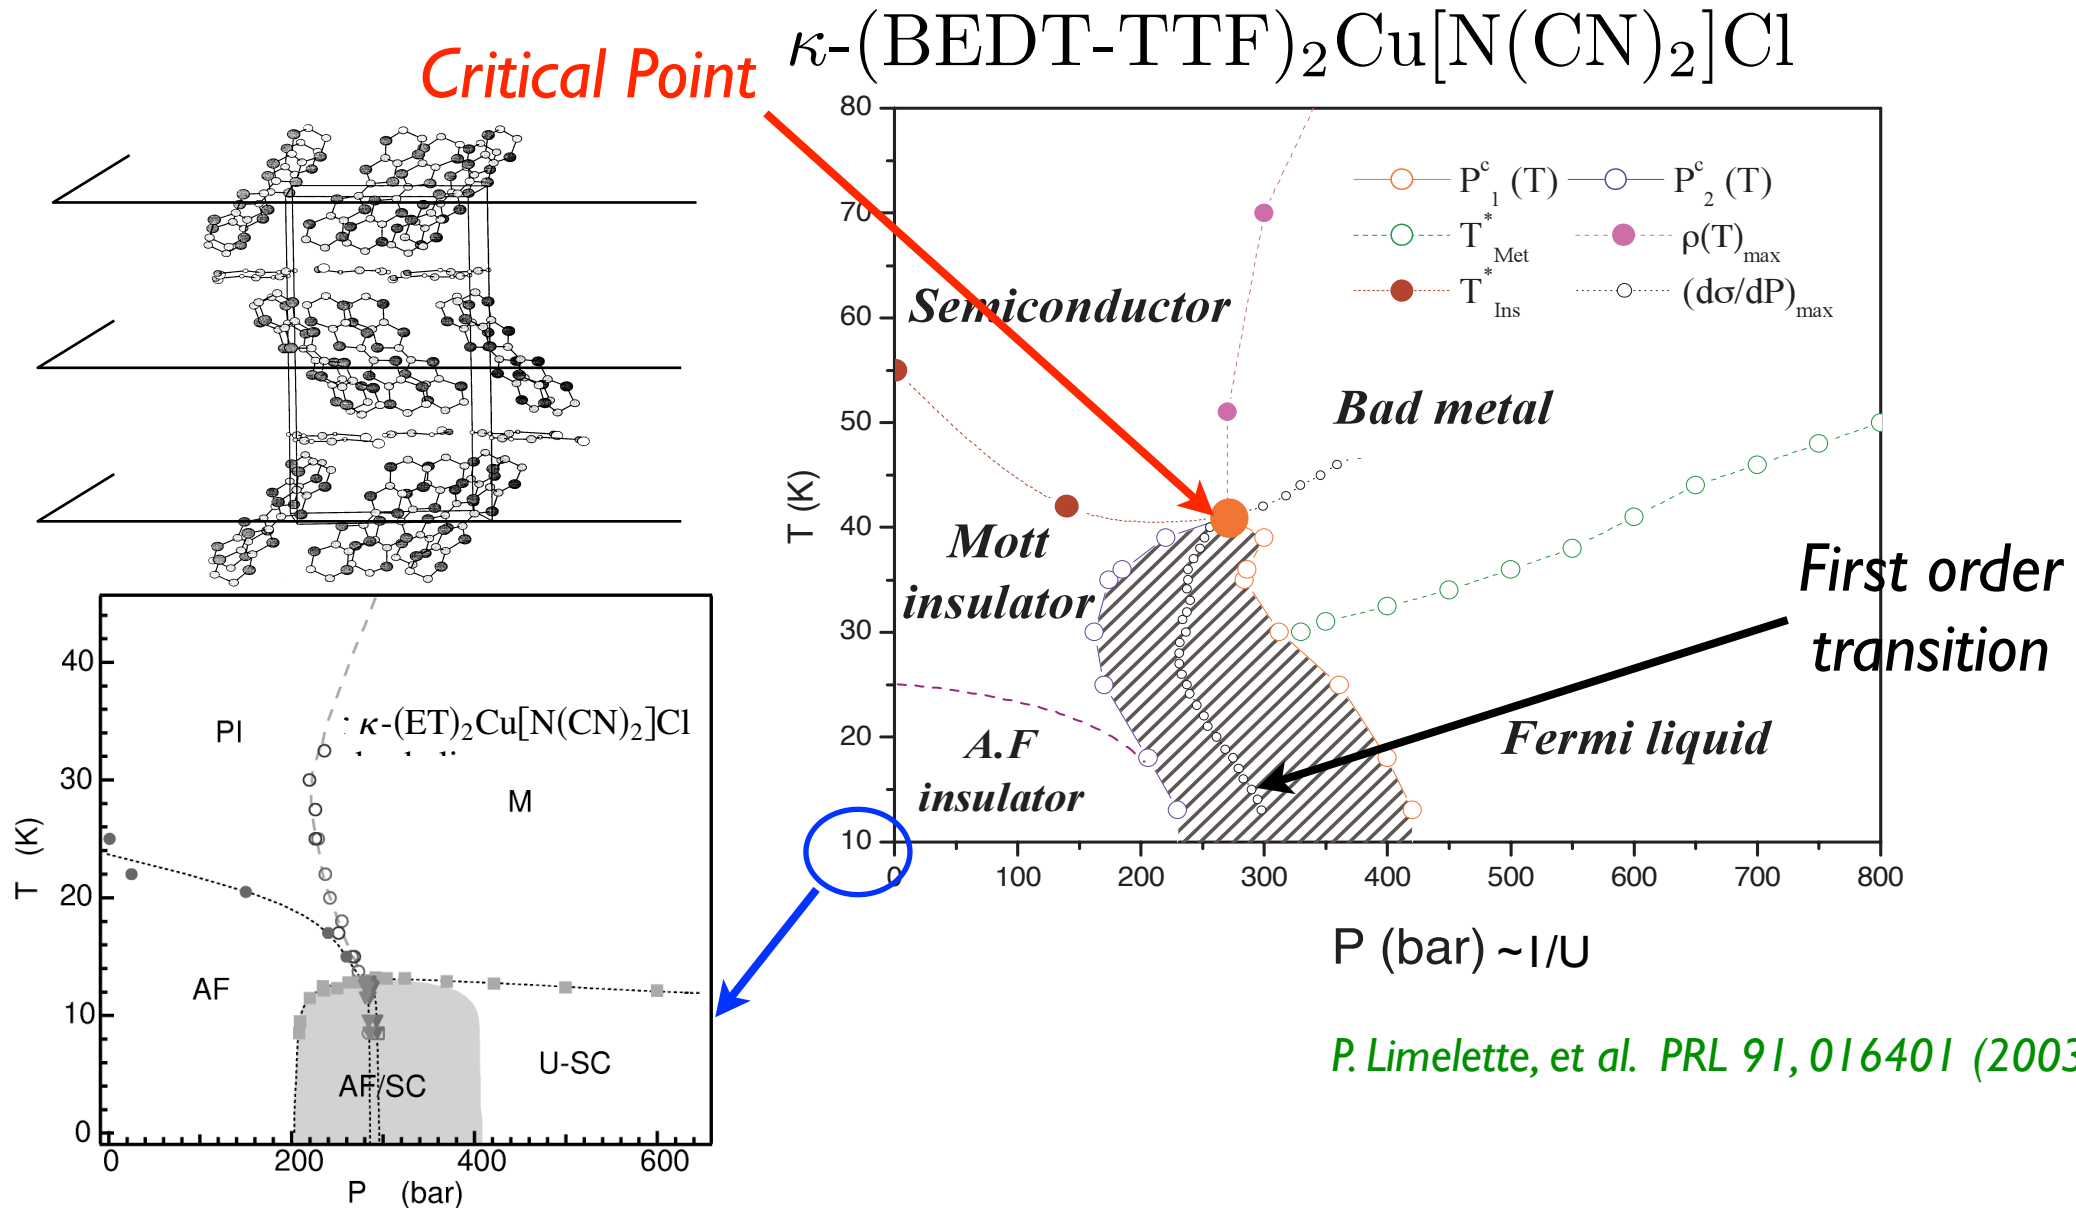 Critical Point
κ-(BEDT-TTF)₂Cu[N(CN)₂]Cl
80
70
60
50
40
30
20
10
T (K)
P^c_1 (T)
P^c_2 (T)
T^*_Met
ρ(T)_max
T^*_Ins
(dσ/dP)_max
Semiconductor
Bad metal
Mott
insulator
A.F
insulator
Fermi liquid
First order
transition
0 100 200 300 400 500 600 700 800
P (bar) ~1/U
P. Limelette, et al. PRL 91, 016401 (2003
40
30
20
10
0
T (K)
PI
κ-(ET)₂Cu[N(CN)₂]Cl
M
AF
AF/SC
U-SC
0 200 400 600
P (bar)